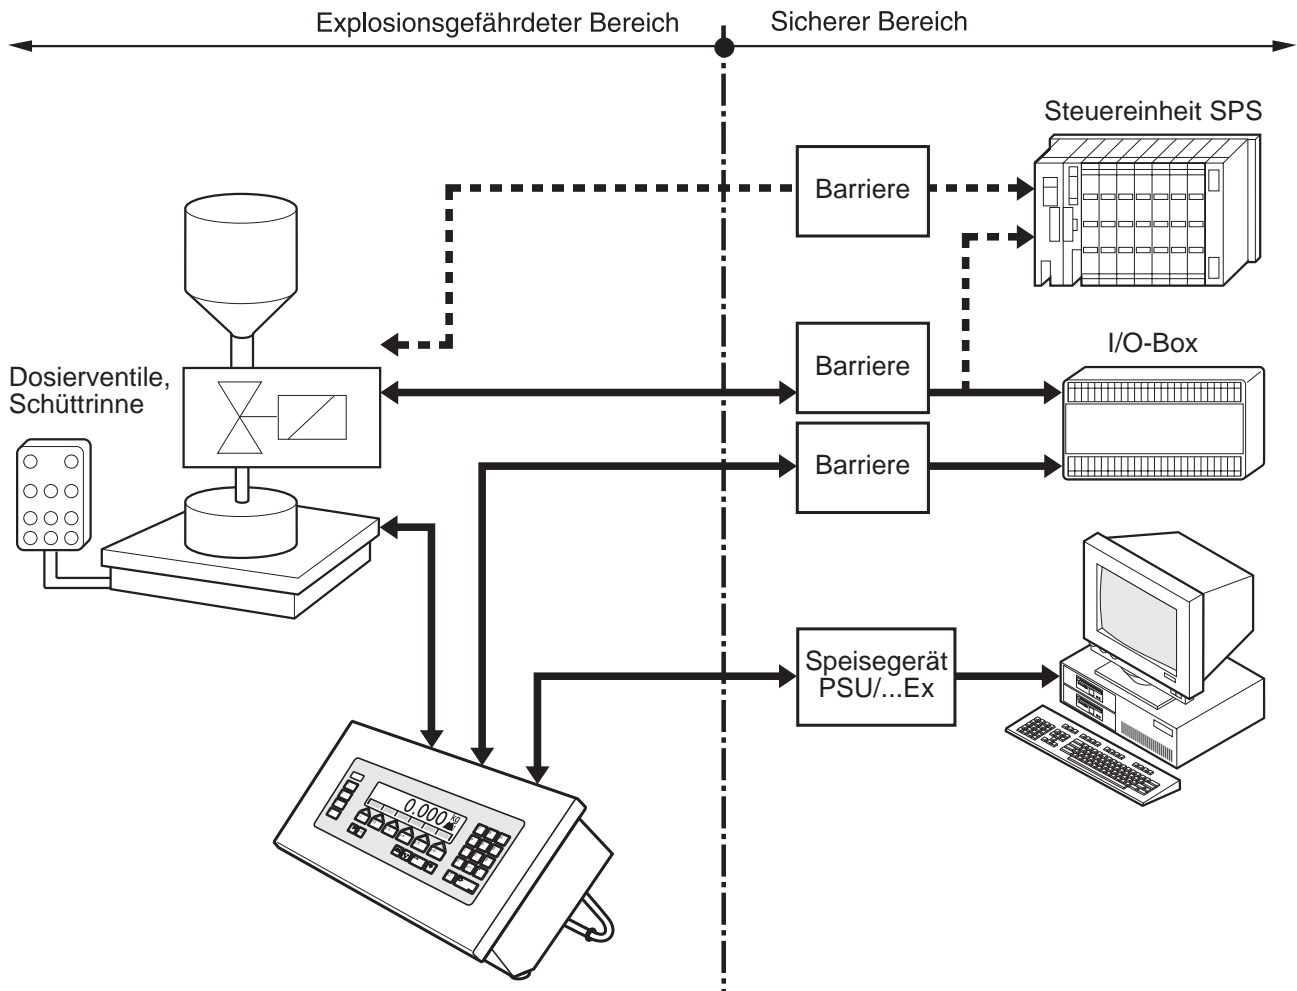 Explosionsgefährdeter Bereich
Sicherer Bereich
Steuereinheit SPS
Barriere
I/O-Box
Barriere
Dosierventile,
Schüttrinne
Barriere
Speisegerät
PSU/...Ex
0.000 kg